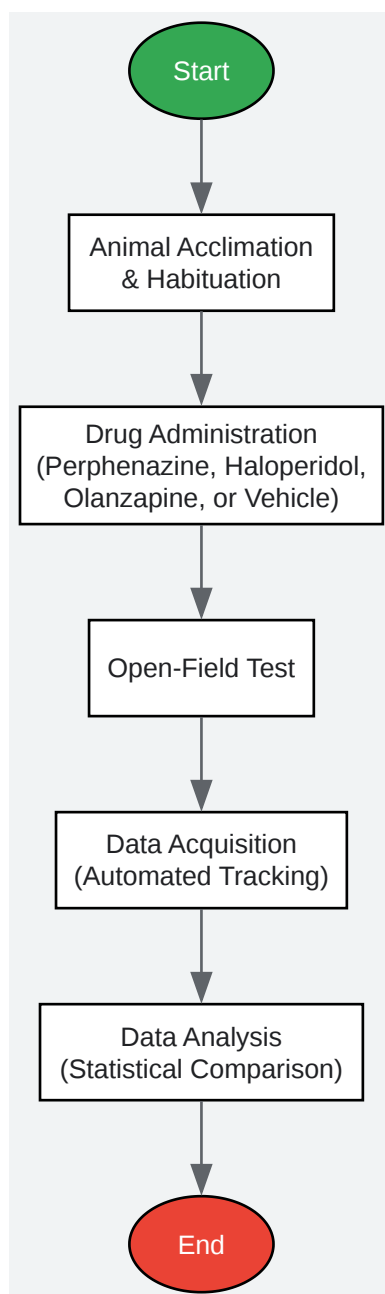 Start
Animal Acclimation
& Habituation
Drug Administration
(Perphenazine, Haloperidol,
Olanzapine, or Vehicle)
Open-Field Test
Data Acquisition
(Automated Tracking)
Data Analysis
(Statistical Comparison)
End